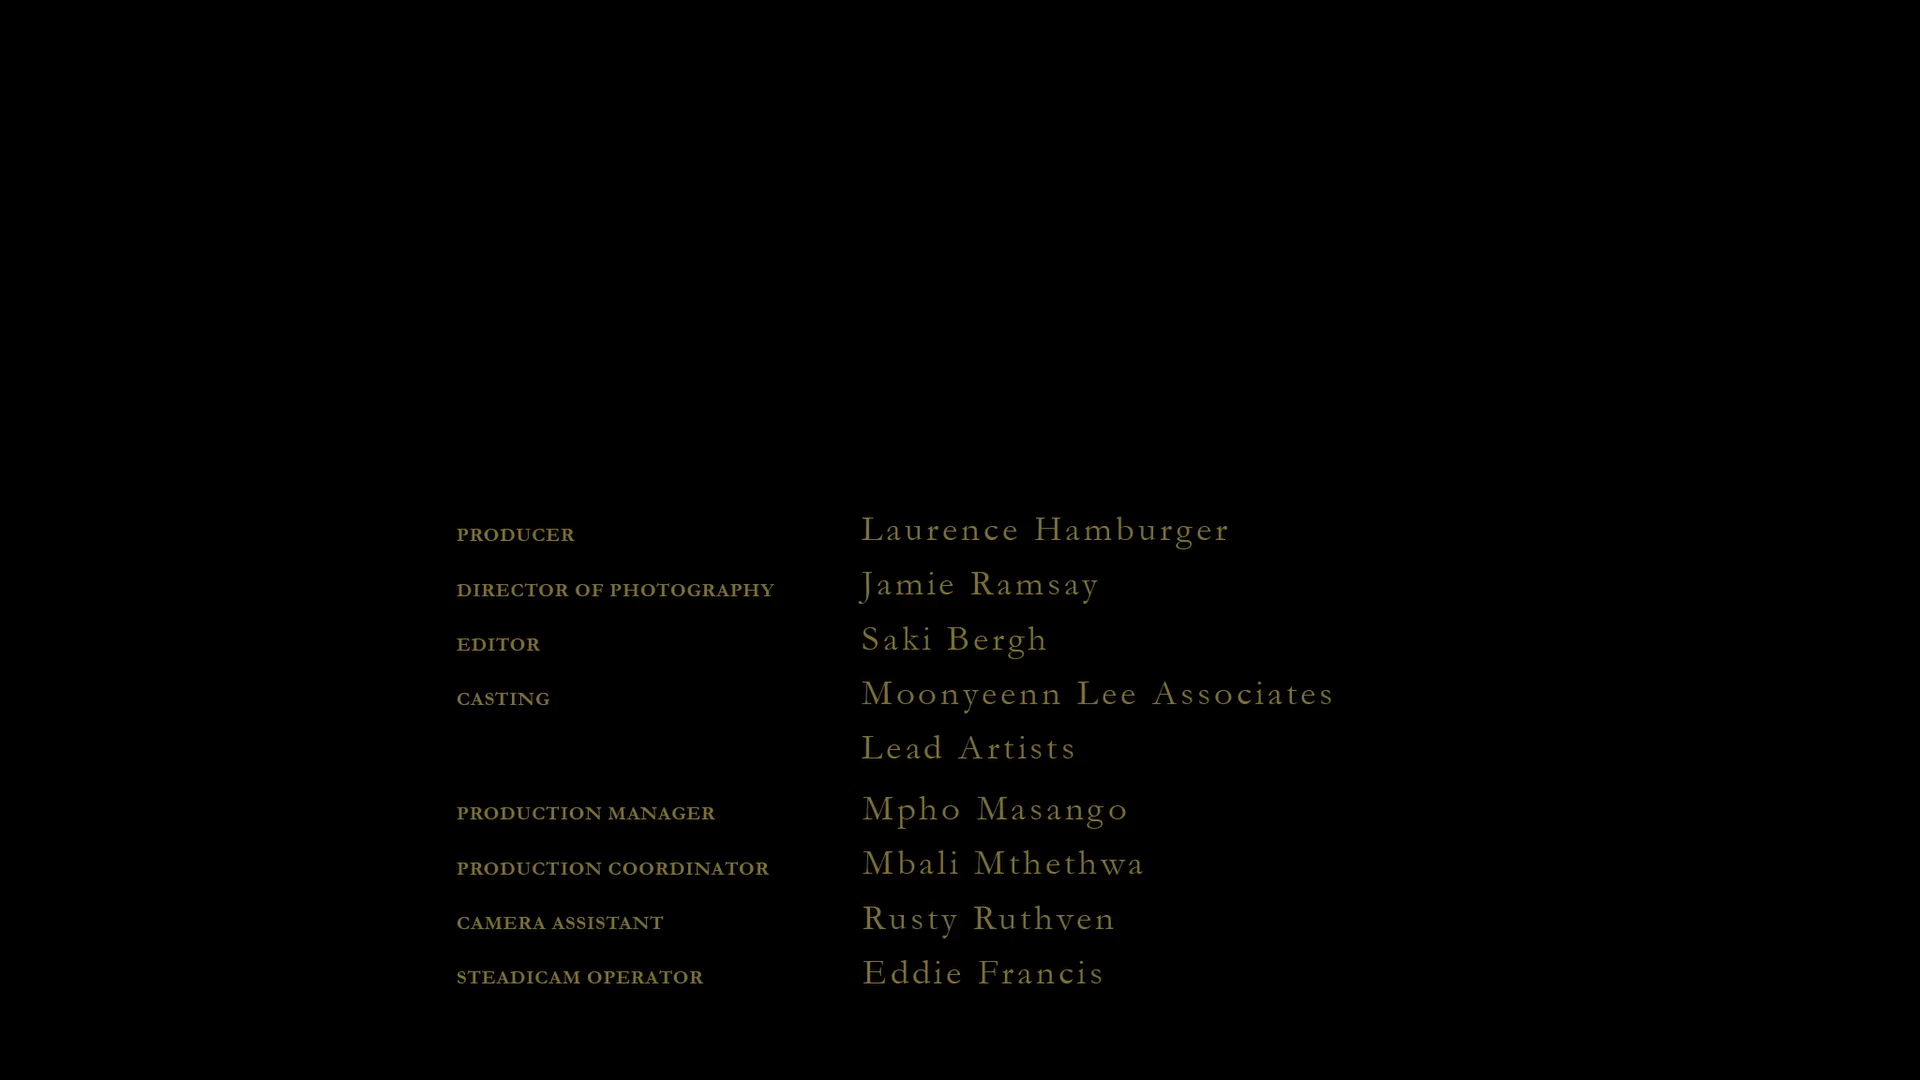 PRODUCER Laurence Hamburger
DIRECTOR OF PHOTOGRAPHY Jamie Ramsay
EDITOR Saki Bergh
CASTING Moonyeenn Lee Associates
Lead Artists
PRODUCTION MANAGER Mpho Masango
PRODUCTION COORDINATOR Mbali Mthethwa
CAMERA ASSISTANT Rusty Ruthven
STEADICAM OPERATOR Eddie Francis